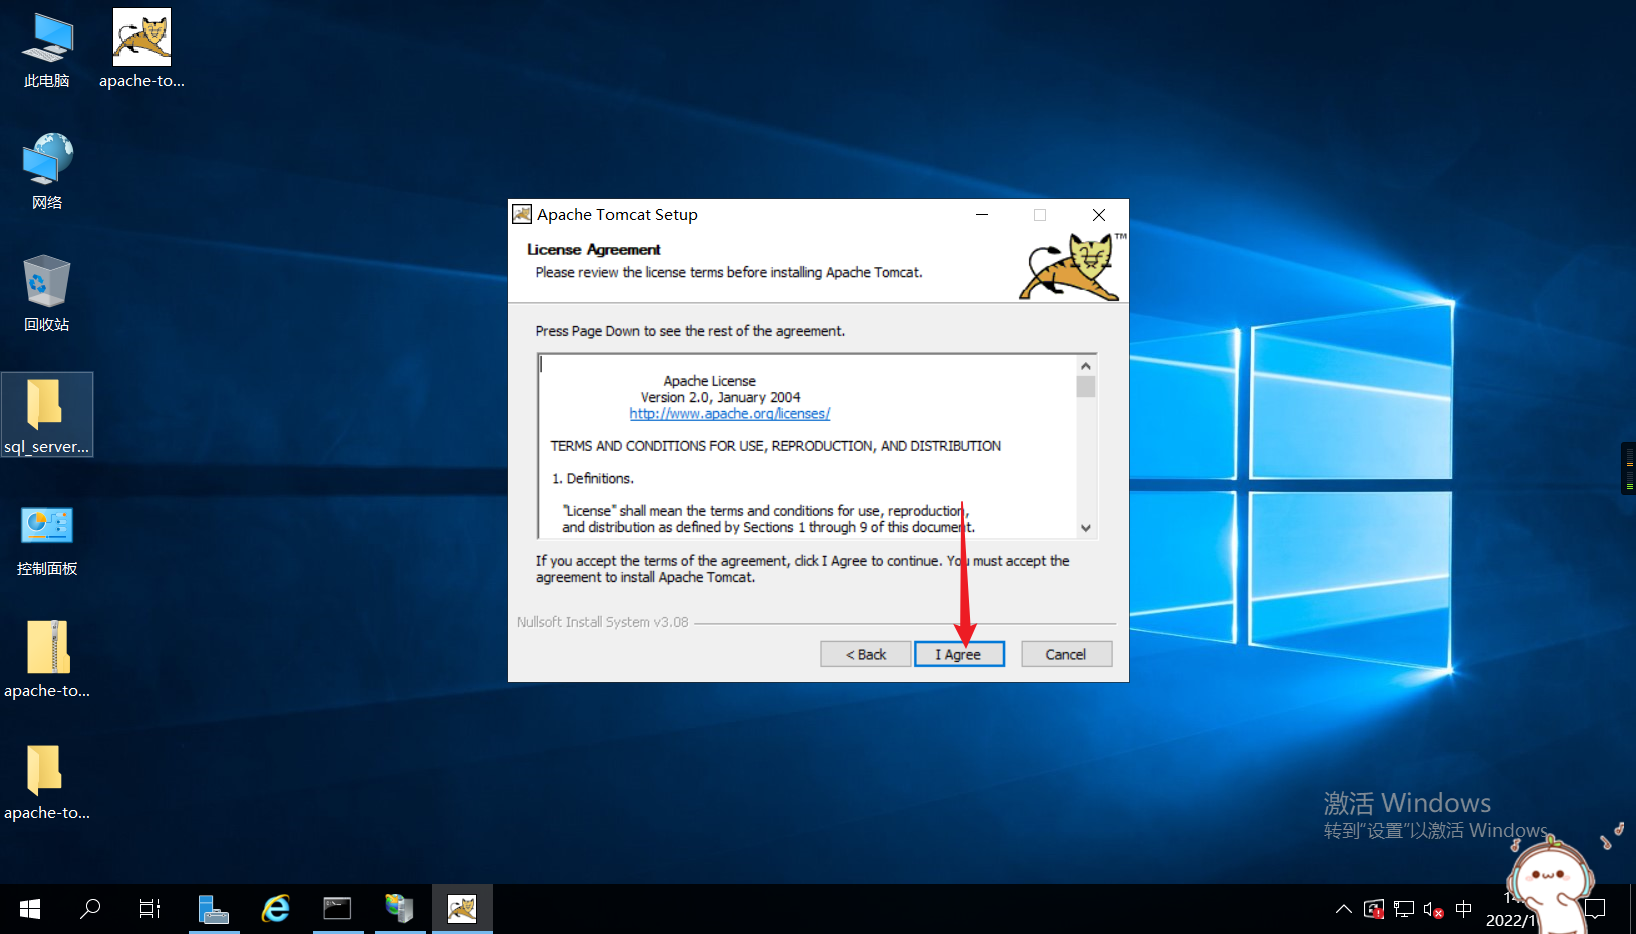 此电脑
apache-to...
网络
回收站
sql_server...
控制面板
apache-to...
apache-to...
Apache Tomcat Setup
License Agreement
Please review the license terms before installing Apache Tomcat.
TM
Press Page Down to see the rest of the agreement.
Apache License
Version 2.0, January 2004
http://www.apache.org/licenses/
TERMS AND CONDITIONS FOR USE, REPRODUCTION, AND DISTRIBUTION
1. Definitions.
"License" shall mean the terms and conditions for use, reproduction,
and distribution as defined by Sections 1 through 9 of this document.
If you accept the terms of the agreement, click I Agree to continue. You must accept the
agreement to install Apache Tomcat.
Nullsoft Install System v3.08
< Back
I Agree
Cancel
激活 Windows
转到"设置"以激活 Windows。
中